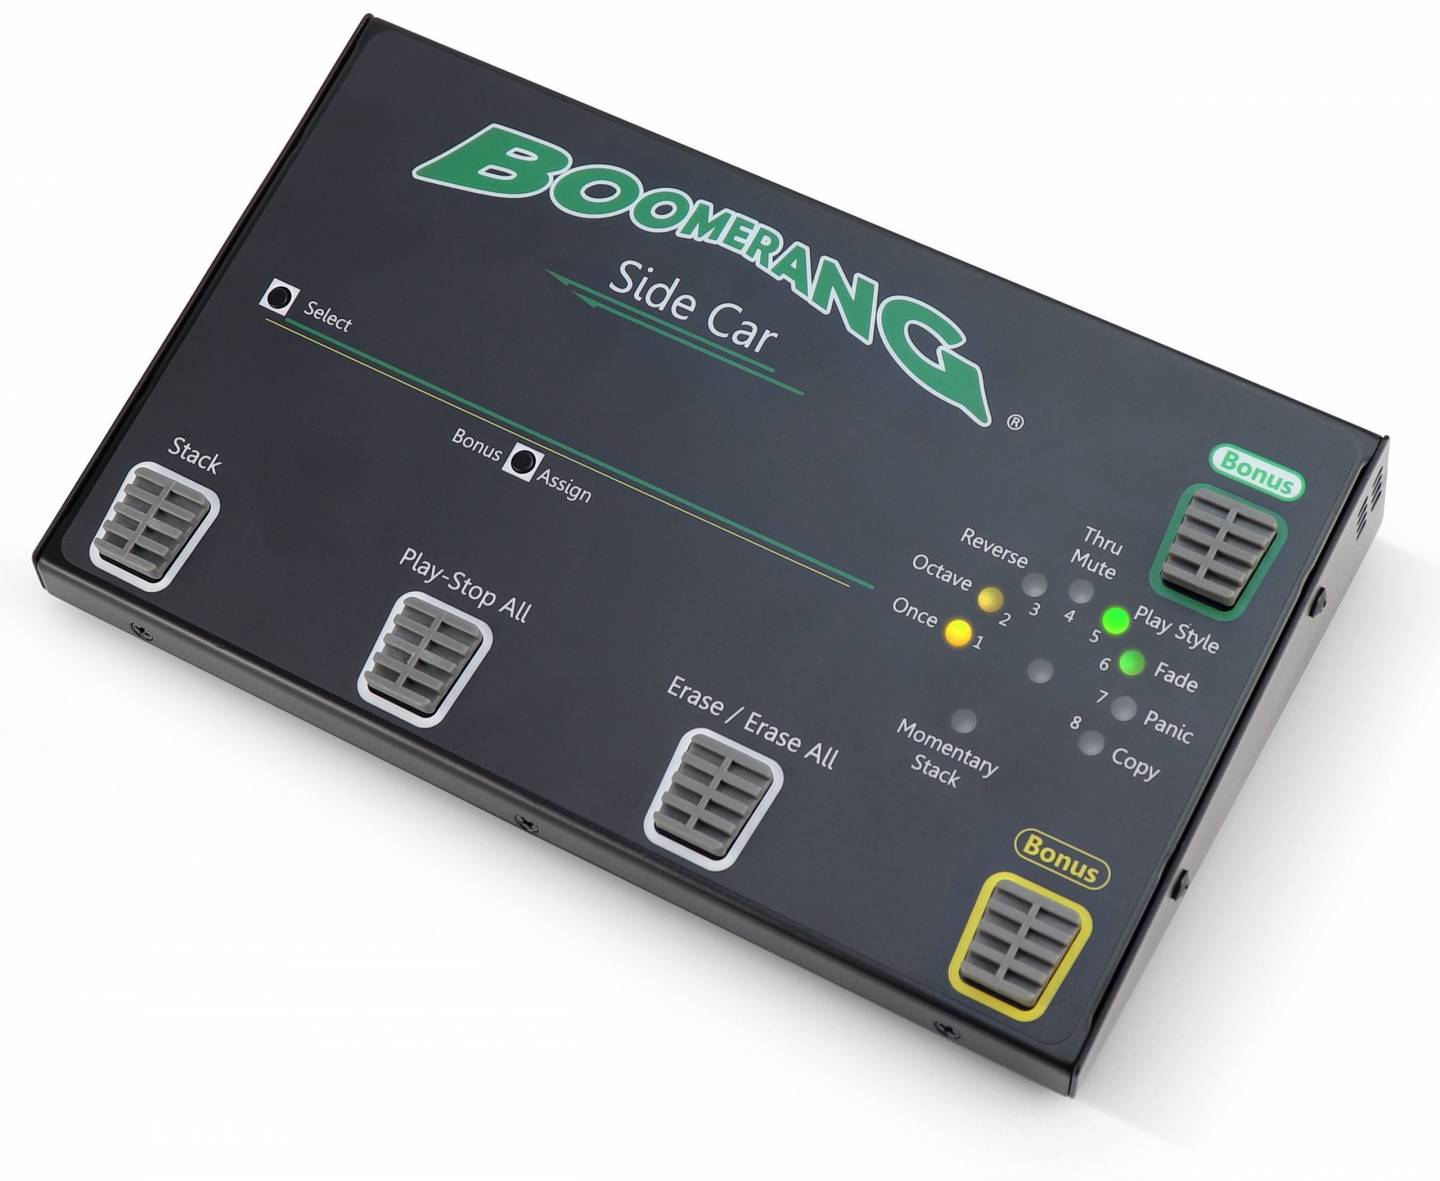 BOOMERANG
®
Side Car
Select
Stack
Bonus
Assign
Play-Stop All
Erase / Erase All
Bonus
Reverse
Thru
Mute
Octave
Once
1
2
3
4
5
Play Style
6
Fade
7
Panic
8
Copy
Momentary
Stack
Bonus